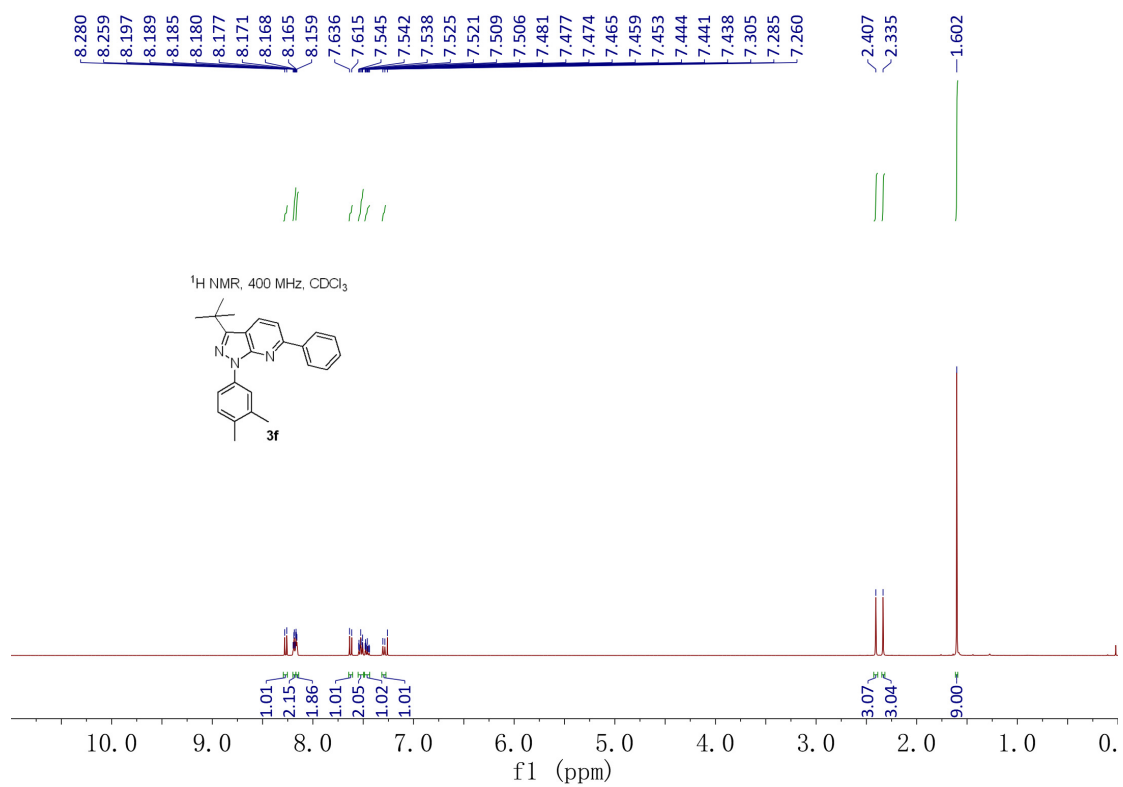 8.280 8.259 8.197 8.189 8.185 8.180 8.177 8.171 8.168 8.165 8.159 7.636 7.615 7.545 7.542 7.538 7.525 7.521 7.509 7.506 7.481 7.477 7.474 7.465 7.459 7.453 7.444 7.441 7.438 7.305 7.285 7.260 2.407 2.335 1.602
¹H NMR, 400 MHz, CDCl₃
N
N
N
3f
1.01 2.15 1.86 1.01 2.05 1.02 1.01 3.07 3.04 9.00
10.0 9.0 8.0 7.0 6.0 5.0 4.0 3.0 2.0 1.0 0.
f1 (ppm)